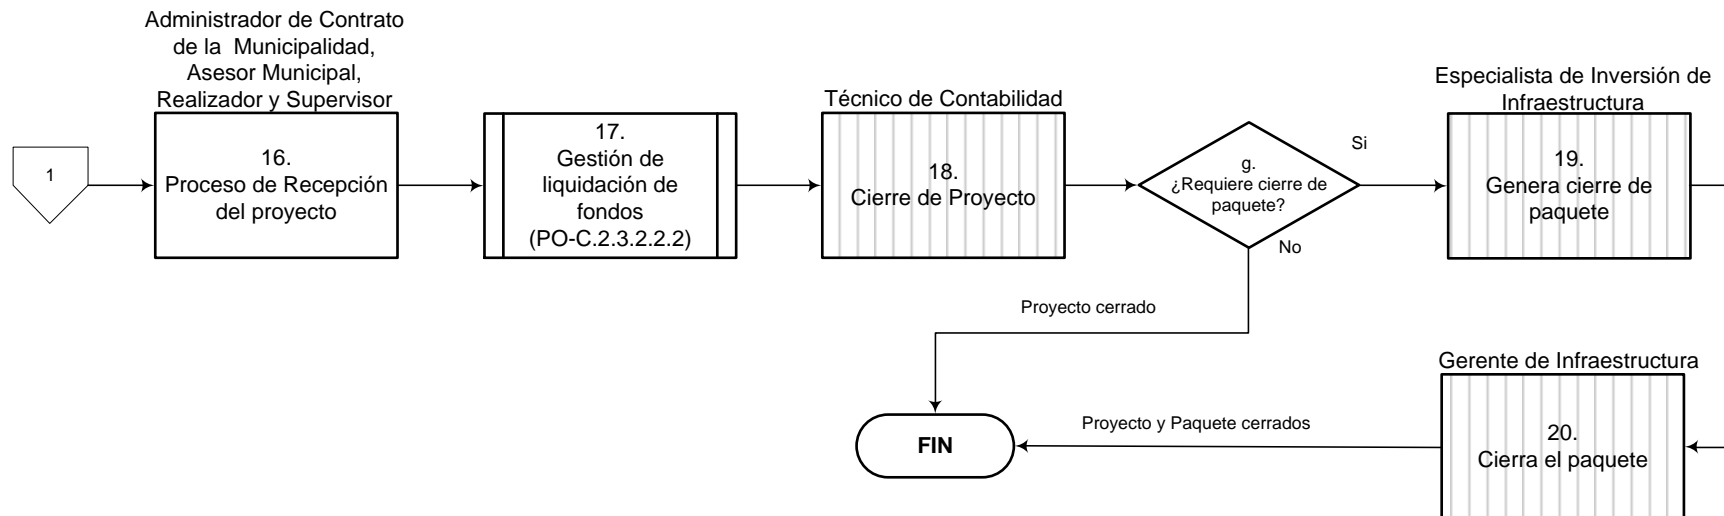 1
Administrador de Contrato
de la Municipalidad,
Asesor Municipal,
Realizador y Supervisor
16.
Proceso de Recepción
del proyecto
17.
Gestión de
liquidación de
fondos
(PO-C.2.3.2.2.2)
Técnico de Contabilidad
18.
Cierre de Proyecto
g.
¿Requiere cierre de
paquete?
Si
No
Especialista de Inversión de
Infraestructura
19.
Genera cierre de
paquete
Proyecto cerrado
Gerente de Infraestructura
20.
Cierra el paquete
Proyecto y Paquete cerrados
FIN